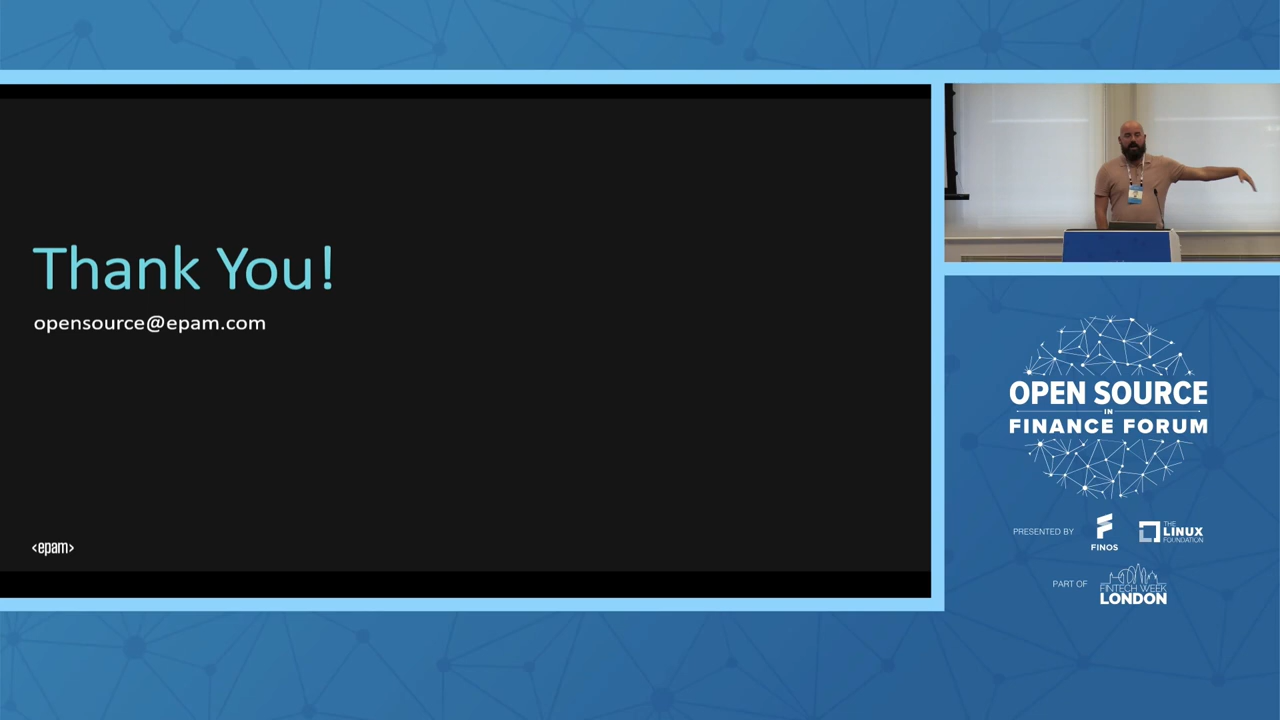 Thank You!
opensource@epam.com
<epam>
OPEN SOURCE
IN
FINANCE FORUM
PRESENTED BY
FINOS
THE
LINUX
FOUNDATION
PART OF
FINTECH WEEK
LONDON